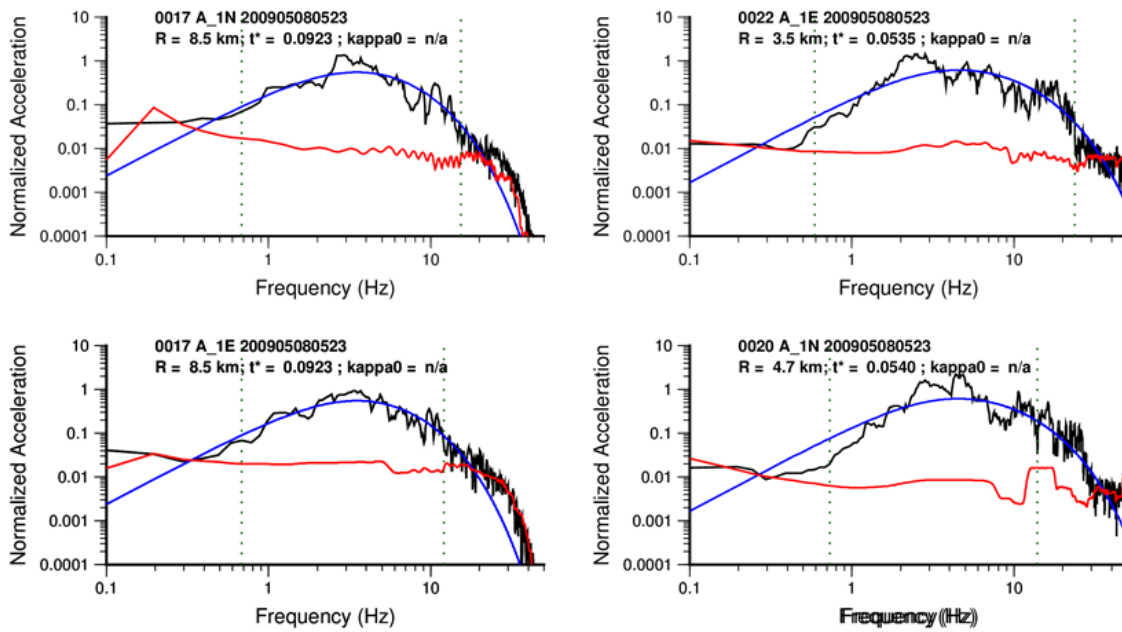 0017 A_1N 200905080523
R = 8.5 km; t* = 0.0923 ; kappa0 = n/a
Normalized Acceleration
10
1
0.1
0.01
0.001
0.0001
0.1 1 10
Frequency (Hz)
0022 A_1E 200905080523
R = 3.5 km; t* = 0.0535 ; kappa0 = n/a
Normalized Acceleration
10
1
0.1
0.01
0.001
0.0001
0.1 1 10
Frequency (Hz)
0017 A_1E 200905080523
R = 8.5 km; t* = 0.0923 ; kappa0 = n/a
Normalized Acceleration
10
1
0.1
0.01
0.001
0.0001
0.1 1 10
Frequency (Hz)
0020 A_1N 200905080523
R = 4.7 km; t* = 0.0540 ; kappa0 = n/a
Normalized Acceleration
10
1
0.1
0.01
0.001
0.0001
0.1 1 10
Frequency (Hz)